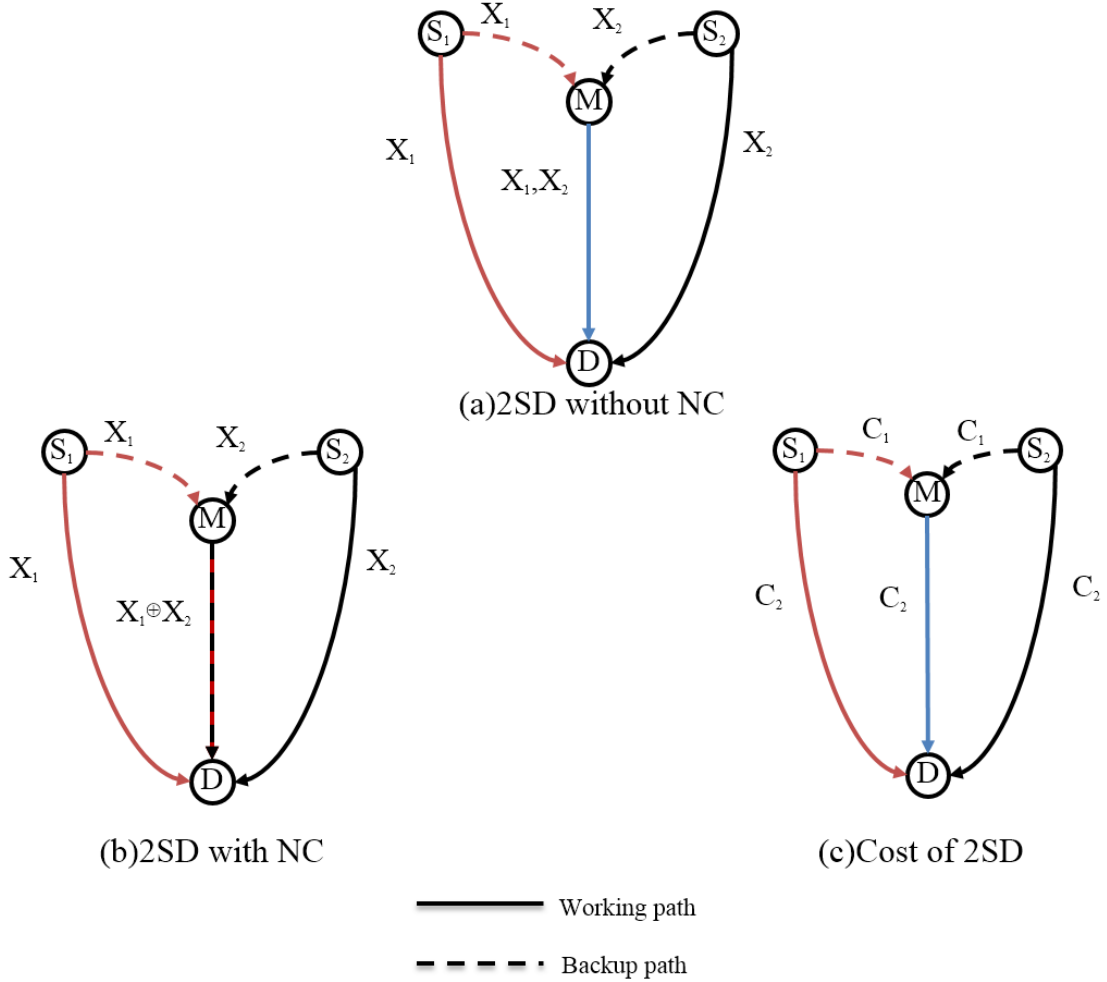 S₁ X₁ X₂ S₂
M
X₁ X₁,X₂ X₂
D
(a)2SD without NC
S₁ X₁ X₂ S₂
M
X₁ X₁⊕X₂ X₂
D
(b)2SD with NC
S₁ C₁ C₁ S₂
M
C₂ C₂ C₂
D
(c)Cost of 2SD
Working path
Backup path